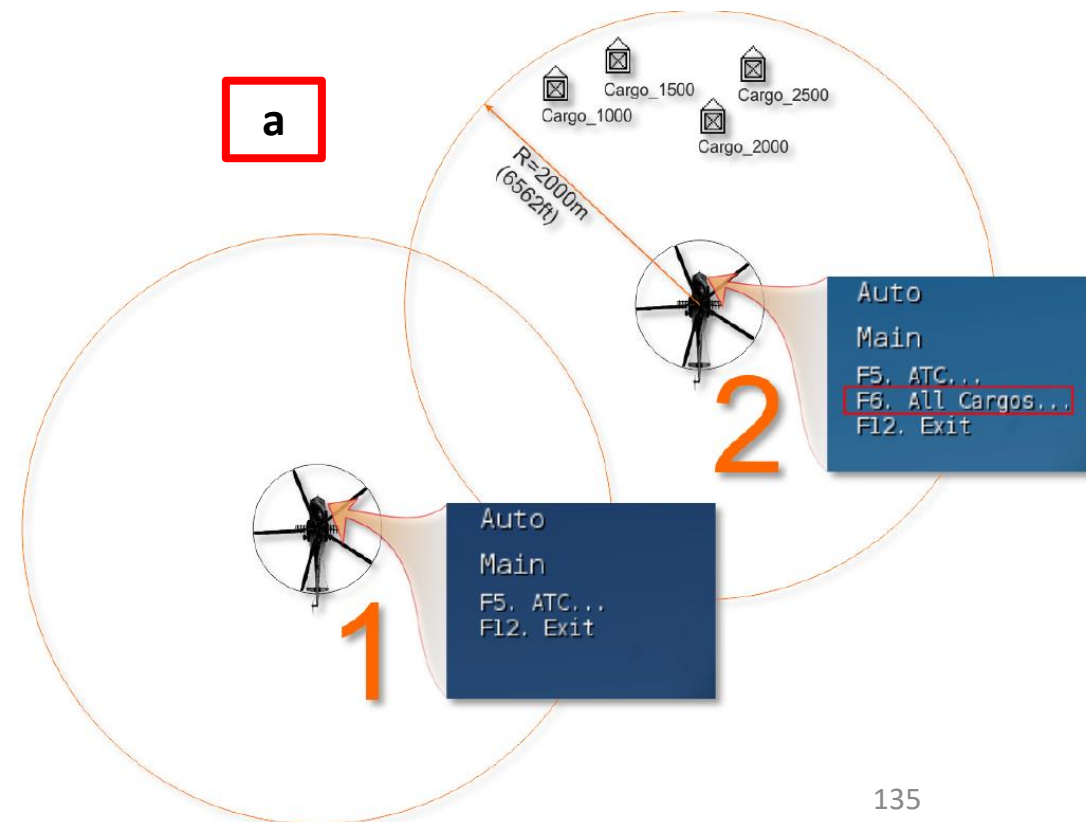 a
Cargo_1000
Cargo_1500
Cargo_2500
Cargo_2000
R=2000m
(6562ft)
2
Auto
Main
F5. ATC...
F6. All Cargos...
F12. Exit
1
Auto
Main
F5. ATC...
F12. Exit
135